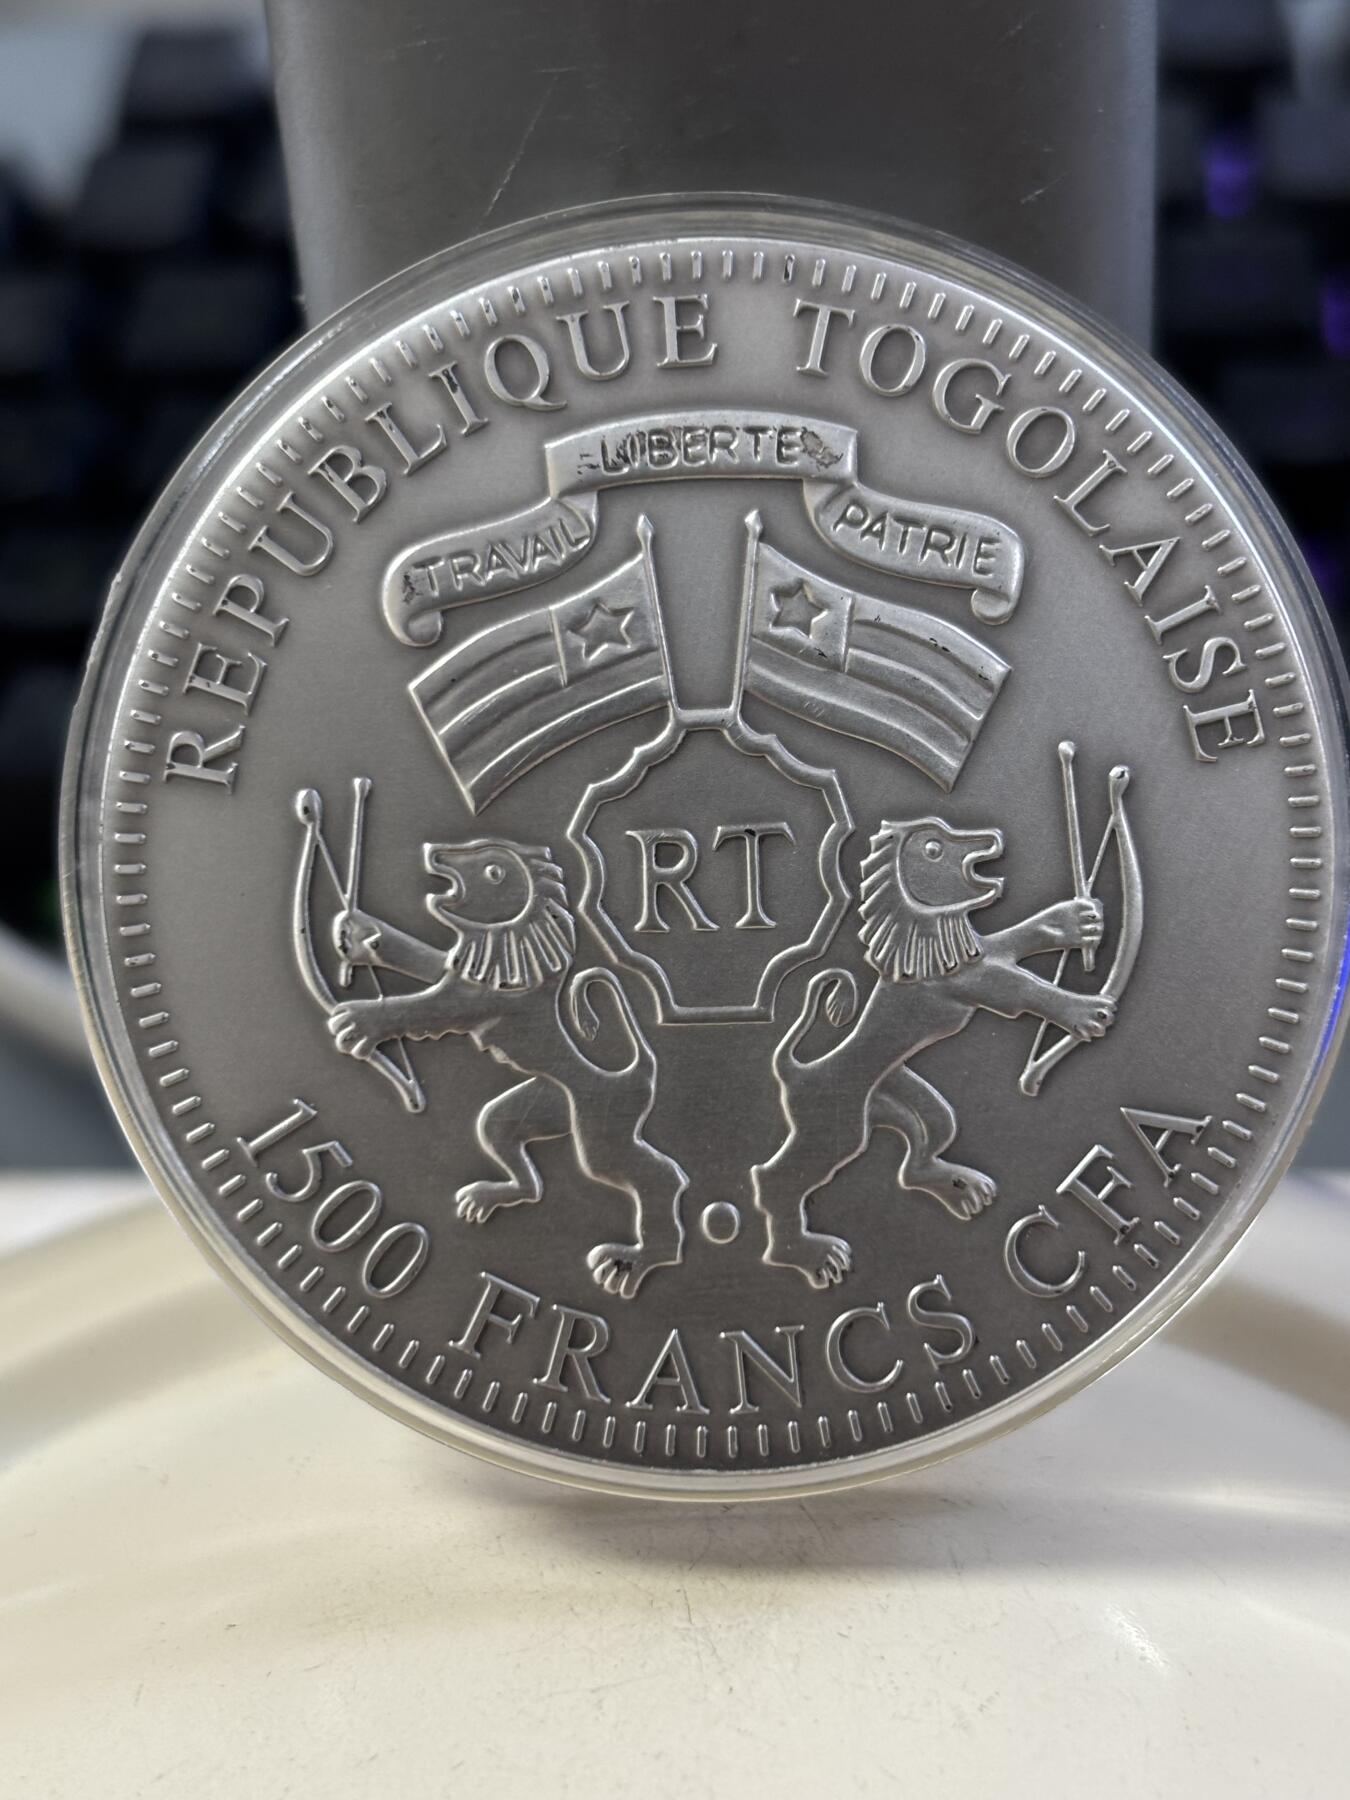 REPUBLIQUE TOGOLAISE
LIBERTE
TRAVAIL
PATRIE
RT
1500 FRANCS CFA